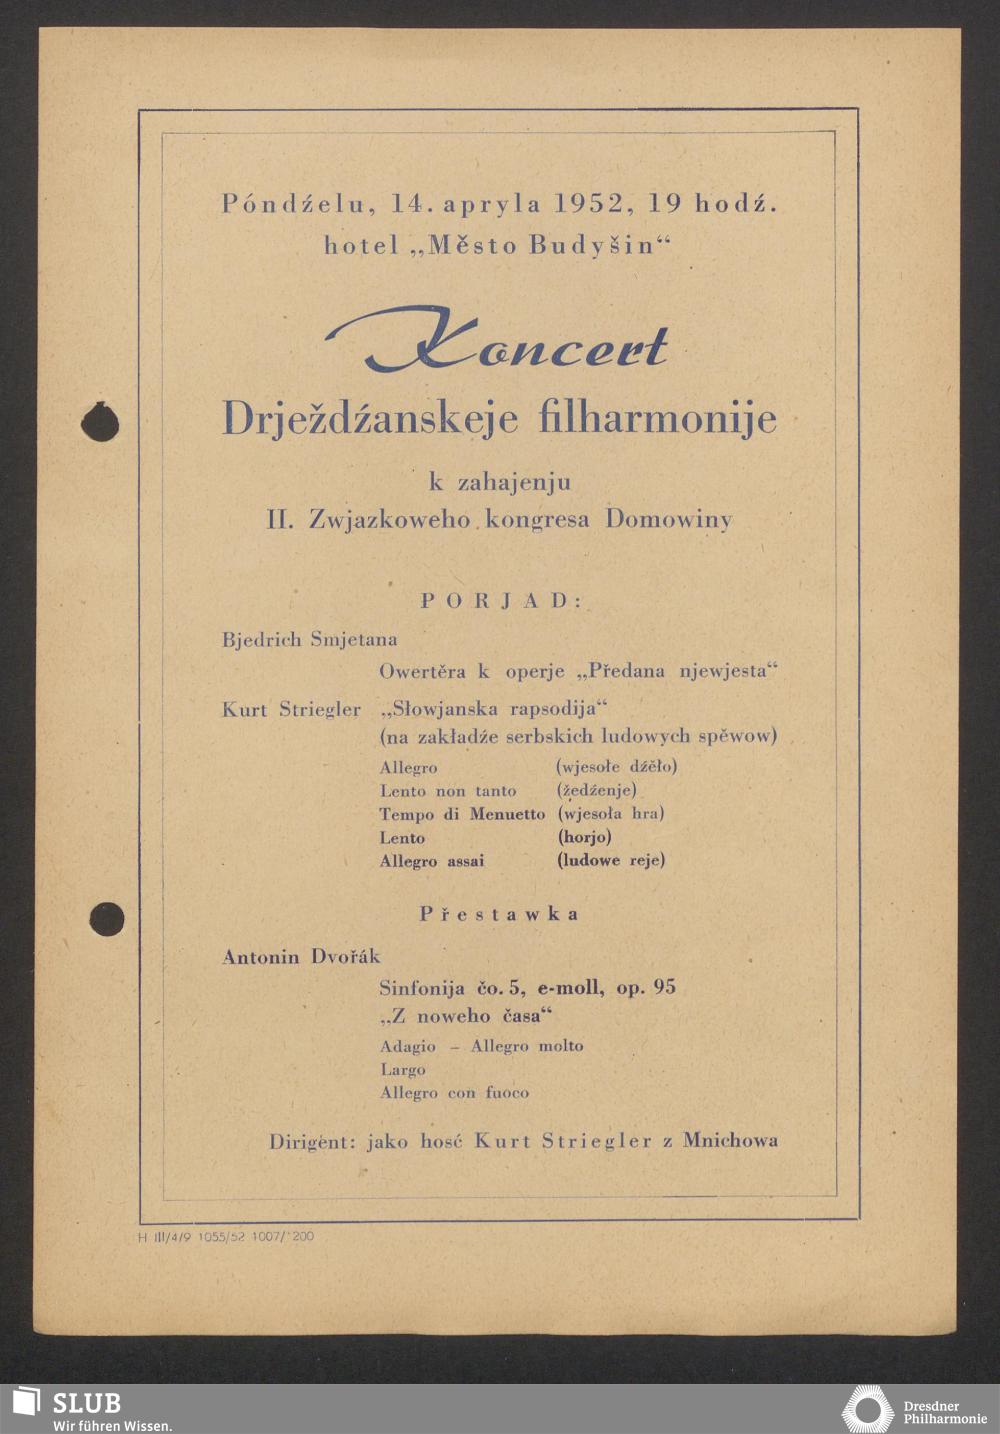 Póndźelu, 14. apryla 1952, 19 hodź.
hotel „Město Budyšin“
Koncert
Drježdźanskeje filharmonije
k zahajenju
II. Zwjazkoweho kongresa Domowiny
PORJAD:
Bjedrich Smjetana
Owertěra k operje „Předana njewjesta“
Kurt Striegler „Słowjanska rapsodija“
(na zakładźe serbskich ludowych spěwow)
Allegro (wjesołe dźěło)
Lento non tanto (žedźenje)
Tempo di Menuetto (wjesoła hra)
Lento (horjo)
Allegro assai (ludowe reje)
Přestawka
Antonin Dvořák
Sinfonija čo. 5, e-moll, op. 95
„Z noweho časa“
Adagio – Allegro molto
Largo
Allegro con fuoco
Dirigent: jako hosć Kurt Striegler z Mnichowa
H III/4/9 1055/52 1007/ 200
SLUB
Wir führen Wissen.
Dresdner
Philharmonie